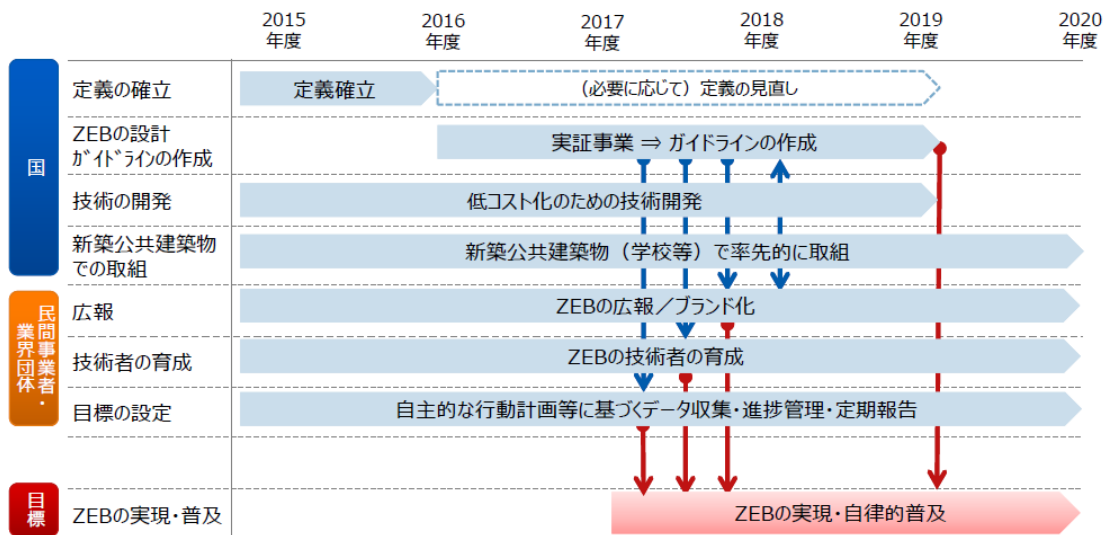 2015
年度
2016
年度
2017
年度
2018
年度
2019
年度
2020
年度
国
定義の確立
定義確立
(必要に応じて)定義の見直し
ZEBの設計
ｶﾞｲﾄﾞﾗｲﾝの作成
実証事業 ⇒ ガイドラインの作成
技術の開発
低コスト化のための技術開発
新築公共建築物
での取組
新築公共建築物（学校等）で率先的に取組
民間事業者・
業界団体
広報
ZEBの広報／ブランド化
技術者の育成
ZEBの技術者の育成
目標の設定
自主的な行動計画等に基づくデータ収集・進捗管理・定期報告
目標
ZEBの実現・普及
ZEBの実現・自律的普及